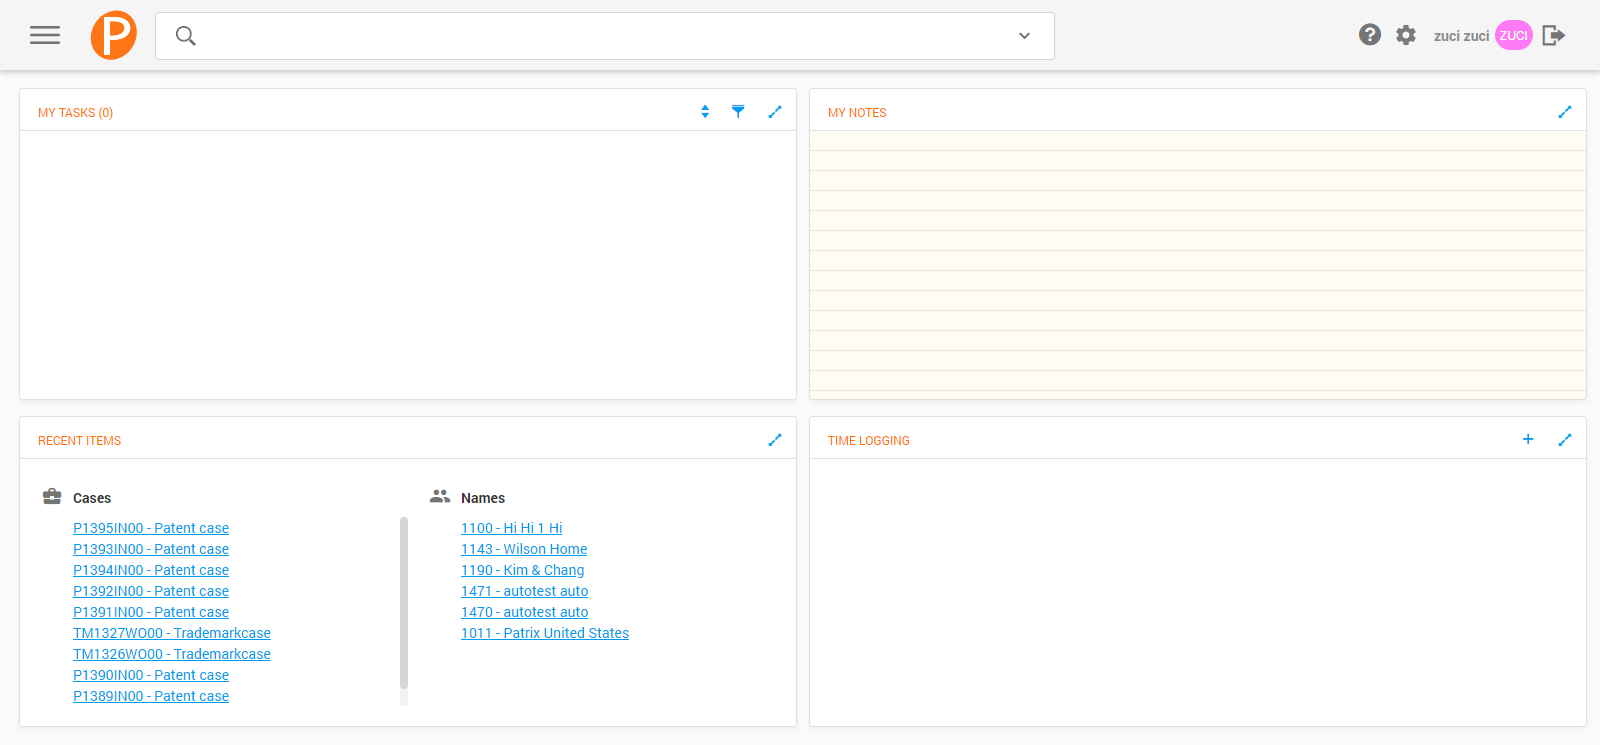 P
zuci zuci ZUCI
MY TASKS (0)
MY NOTES
RECENT ITEMS
Cases
P1395IN00 - Patent case
P1393IN00 - Patent case
P1394IN00 - Patent case
P1392IN00 - Patent case
P1391IN00 - Patent case
TM1327WO00 - Trademarkcase
TM1326WO00 - Trademarkcase
P1390IN00 - Patent case
P1389IN00 - Patent case
Names
1100 - Hi Hi 1 Hi
1143 - Wilson Home
1190 - Kim & Chang
1471 - autotest auto
1470 - autotest auto
1011 - Patrix United States
TIME LOGGING